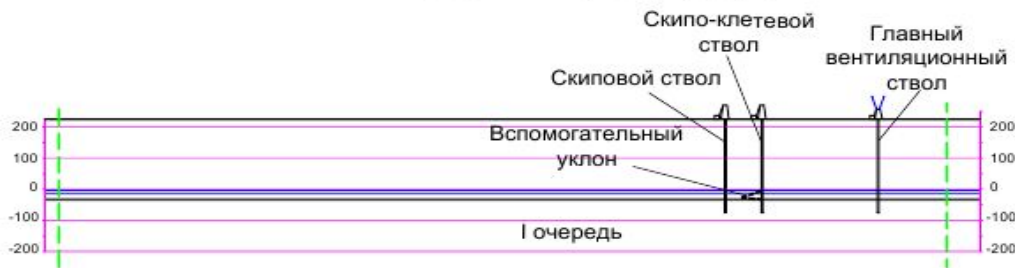 Скипо-клетевой
ствол
Главный
вентиляционный
ствол
Скиповой ствол
Вспомогательный
уклон
200
200
100
100
0
0
-100
-100
I очередь
-200
-200